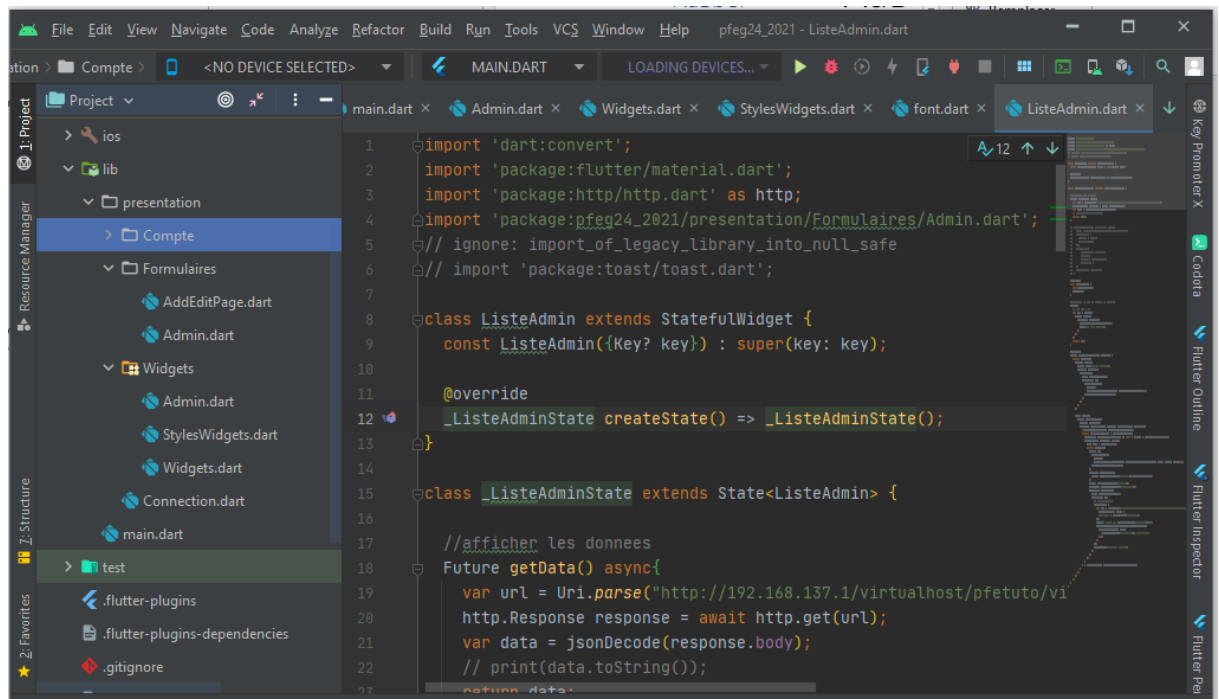 File Edit View Navigate Code Analyze Refactor Build Run Tools VCS Window Help pfeg24_2021 - ListeAdmin.dart
ation > Compte > <NO DEVICE SELECTED> MAIN.DART LOADING DEVICES...
Project
main.dart × Admin.dart × Widgets.dart × StylesWidgets.dart × font.dart × ListeAdmin.dart ×
1: Project
Resource Manager
Z: Structure
2: Favorites
ios
lib
presentation
Compte
Formulaires
AddEditPage.dart
Admin.dart
Widgets
Admin.dart
StylesWidgets.dart
Widgets.dart
Connection.dart
main.dart
test
.flutter-plugins
.flutter-plugins-dependencies
.gitignore
12
1 import 'dart:convert';
2 import 'package:flutter/material.dart';
3 import 'package:http/http.dart' as http;
4 import 'package:pfeg24_2021/presentation/Formulaires/Admin.dart';
5 // ignore: import_of_legacy_library_into_null_safe
6 // import 'package:toast/toast.dart';
7
8 class ListeAdmin extends StatefulWidget {
9 const ListeAdmin({Key? key}) : super(key: key);
10
11 @override
12 _ListeAdminState createState() => _ListeAdminState();
13 }
14
15 class _ListeAdminState extends State<ListeAdmin> {
16
17 //afficher les donnees
18 Future getData() async{
19 var url = Uri.parse("http://192.168.137.1/virtualhost/pfetuto/vi
20 http.Response response = await http.get(url);
21 var data = jsonDecode(response.body);
22 // print(data.toString());
23 return data;
Key Promoter X
Codota
Flutter Outline
Flutter Inspector
Flutter Per